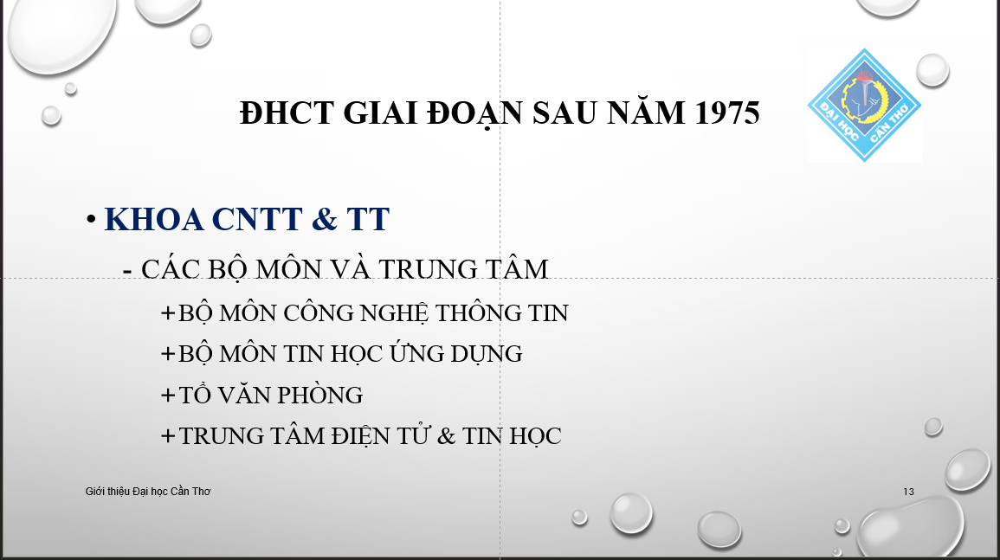 ĐHCT GIAI ĐOẠN SAU NĂM 1975
ĐẠI HỌC CẦN THƠ
• KHOA CNTT & TT
- CÁC BỘ MÔN VÀ TRUNG TÂM
+ BỘ MÔN CÔNG NGHỆ THÔNG TIN
+ BỘ MÔN TIN HỌC ỨNG DỤNG
+ TỔ VĂN PHÒNG
+ TRUNG TÂM ĐIỆN TỬ & TIN HỌC
Giới thiệu Đại học Cần Thơ
13